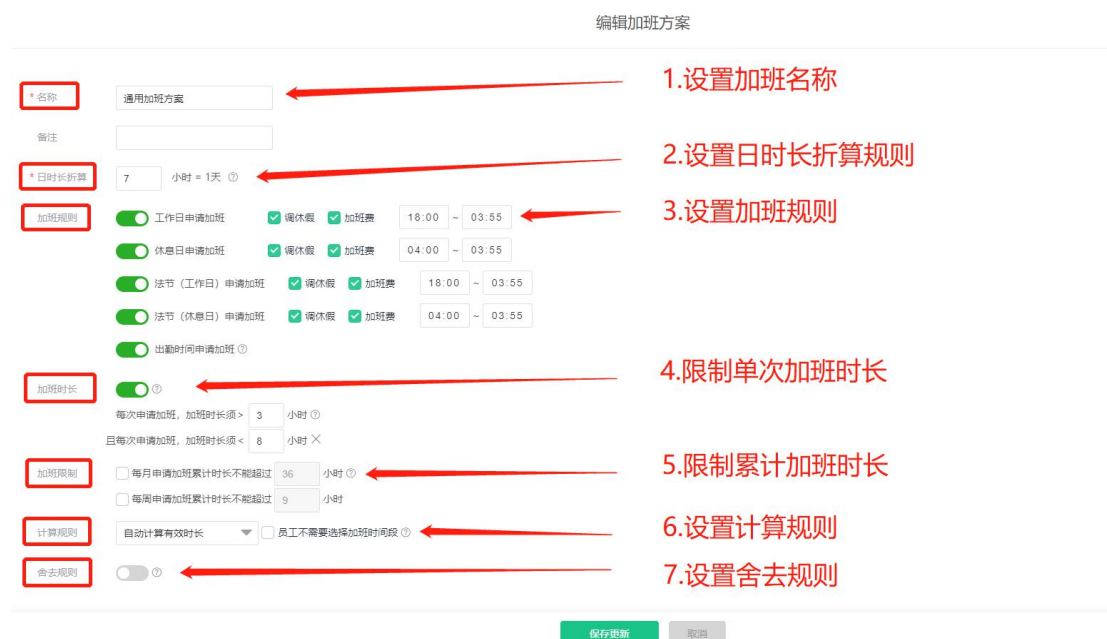 编辑加班方案
* 名称 通用加班方案 1.设置加班名称
备注
* 日时长折算 7 小时 = 1天 ? 2.设置日时长折算规则
加班规则 工作日申请加班 调休假 加班费 18:00 ~ 03:55 3.设置加班规则
休息日申请加班 调休假 加班费 04:00 ~ 03:55
法节（工作日）申请加班 调休假 加班费 18:00 ~ 03:55
法节（休息日）申请加班 调休假 加班费 04:00 ~ 03:55
出勤时间申请加班 ?
加班时长 ? 4.限制单次加班时长
每次申请加班，加班时长须 > 3 小时 ?
且每次申请加班，加班时长须 < 8 小时
加班限制 每月申请加班累计时长不能超过 36 小时 ? 5.限制累计加班时长
每周申请加班累计时长不能超过 9 小时
计算规则 自动计算有效时长 员工不需要选择加班时间段 ? 6.设置计算规则
舍去规则 ? 7.设置舍去规则
保存更新 取消